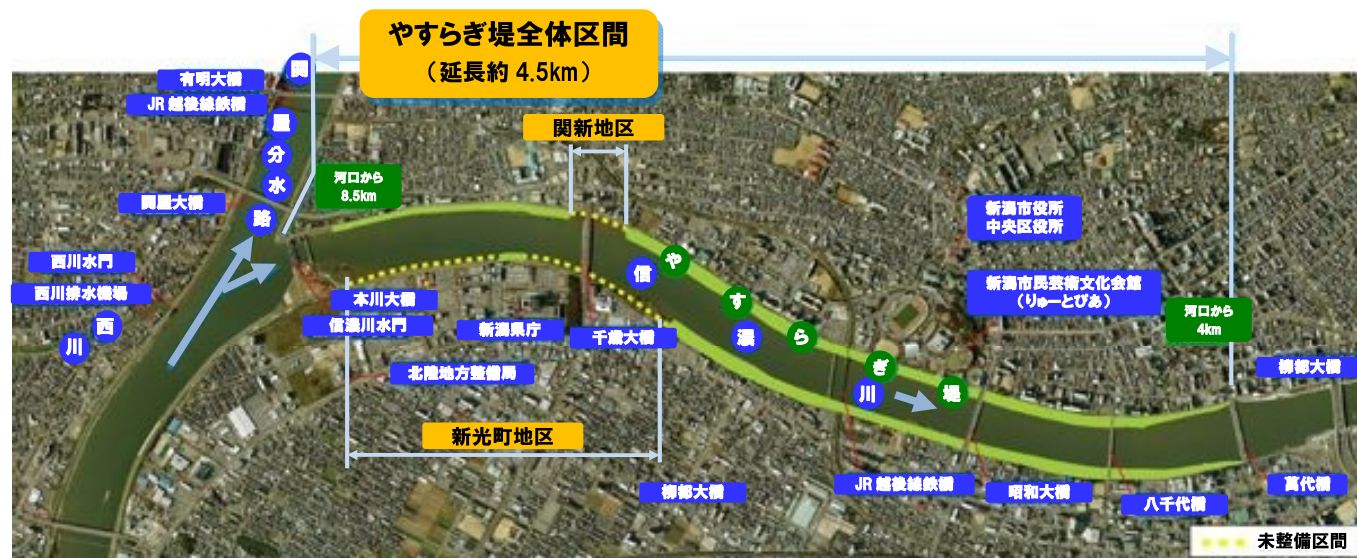 やすらぎ堤全体区間
（延長約 4.5km）
有明大橋
JR 越後線鉄橋
関
屋
分
水
路
関新地区
河口から
8.5km
関屋大橋
西川水門
西川排水機場
西
川
本川大橋
信濃川水門
新潟県庁
千歳大橋
北陸地方整備局
新光町地区
信
濃
川
や
す
ら
ぎ
堤
新潟市役所
中央区役所
新潟市民芸術文化会館
（りゅーとぴあ）
河口から
4km
柳都大橋
柳都大橋
JR 越後線鉄橋
昭和大橋
八千代橋
萬代橋
未整備区間